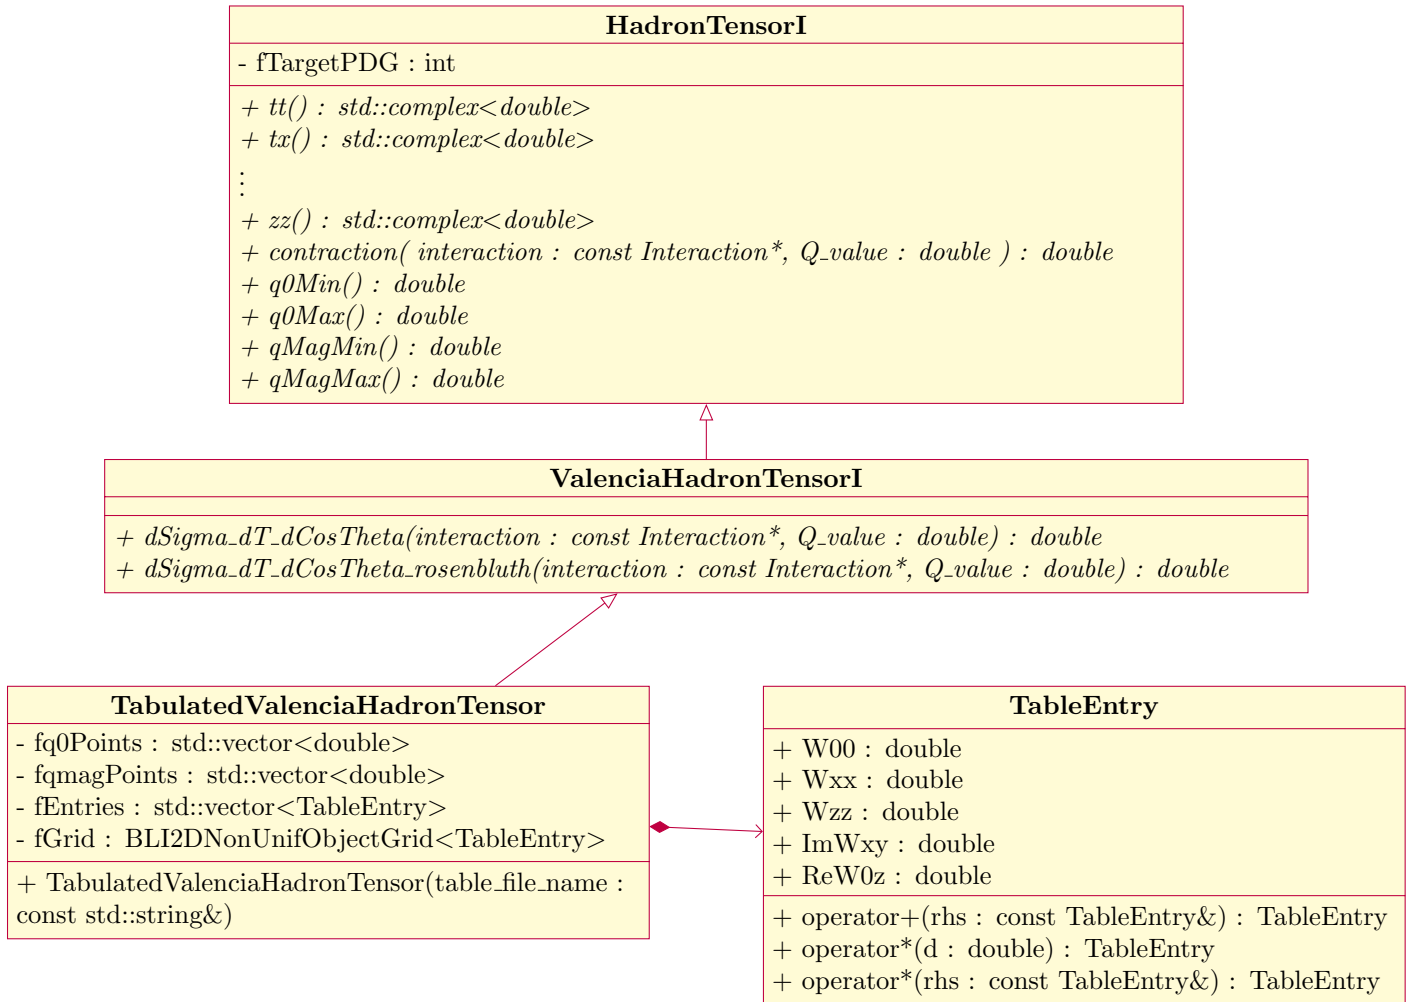 HadronTensorI
- fTargetPDG : int
+ tt() : std::complex<double>
+ tx() : std::complex<double>
⋮
+ zz() : std::complex<double>
+ contraction( interaction : const Interaction*, Q_value : double ) : double
+ q0Min() : double
+ q0Max() : double
+ qMagMin() : double
+ qMagMax() : double
ValenciaHadronTensorI
+ dSigma_dT_dCosTheta(interaction : const Interaction*, Q_value : double) : double
+ dSigma_dT_dCosTheta_rosenbluth(interaction : const Interaction*, Q_value : double) : double
TabulatedValenciaHadronTensor
- fq0Points : std::vector<double>
- fqmagPoints : std::vector<double>
- fEntries : std::vector<TableEntry>
- fGrid : BLI2DNonUnifObjectGrid<TableEntry>
+ TabulatedValenciaHadronTensor(table_file_name :
const std::string&)
TableEntry
+ W00 : double
+ Wxx : double
+ Wzz : double
+ ImWxy : double
+ ReW0z : double
+ operator+(rhs : const TableEntry&) : TableEntry
+ operator*(d : double) : TableEntry
+ operator*(rhs : const TableEntry&) : TableEntry